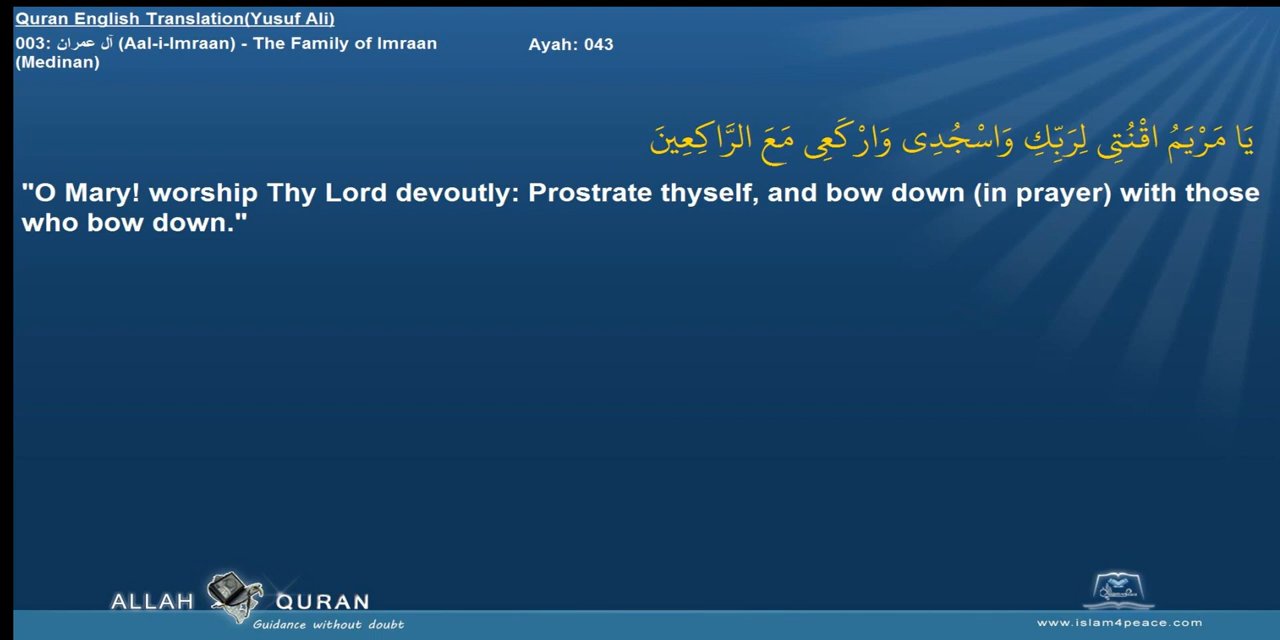 Quran English Translation(Yusuf Ali)
003: آل عمران (Aal-i-Imraan) - The Family of Imraan
(Medinan)
Ayah: 043
يَا مَرْيَمُ اقْنُتِي لِرَبِّكِ وَاسْجُدِي وَارْكَعِي مَعَ الرَّاكِعِينَ
"O Mary! worship Thy Lord devoutly: Prostrate thyself, and bow down (in prayer) with those
who bow down."
ALLAH QURAN
Guidance without doubt
www.islam4peace.com